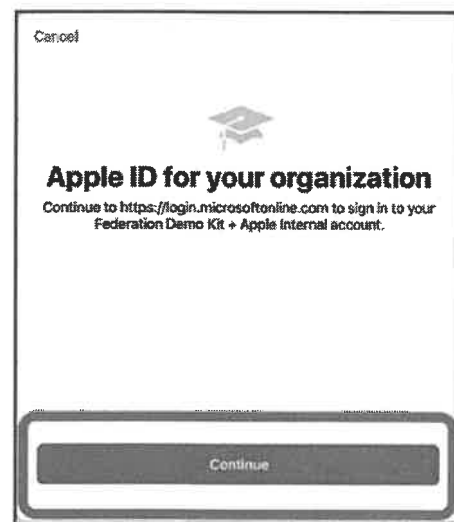 Cancel
Apple ID for your organization
Continue to https://login.microsoftonline.com to sign in to your
Federation Demo Kit + Apple Internal account.
Continue